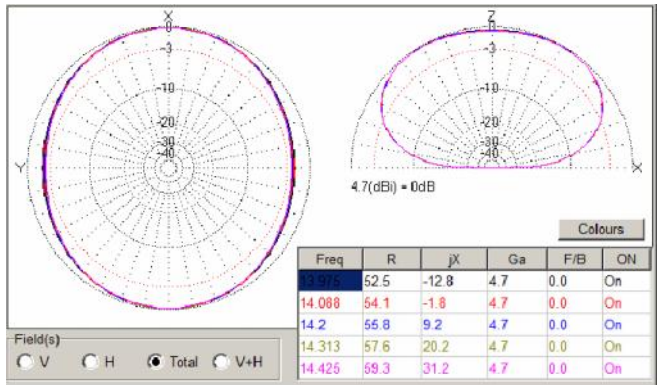 X
0
-3
-10
-20
-30
-40
Y
Z
0
-3
-10
-20
-30
-40
X
4.7(dBi) = 0dB
Colours
Freq R jX Ga F/B ON
13.975 52.5 -12.8 4.7 0.0 On
14.088 54.1 -1.8 4.7 0.0 On
14.2 55.8 9.2 4.7 0.0 On
14.313 57.6 20.2 4.7 0.0 On
14.425 59.3 31.2 4.7 0.0 On
Field(s)
V H Total V+H